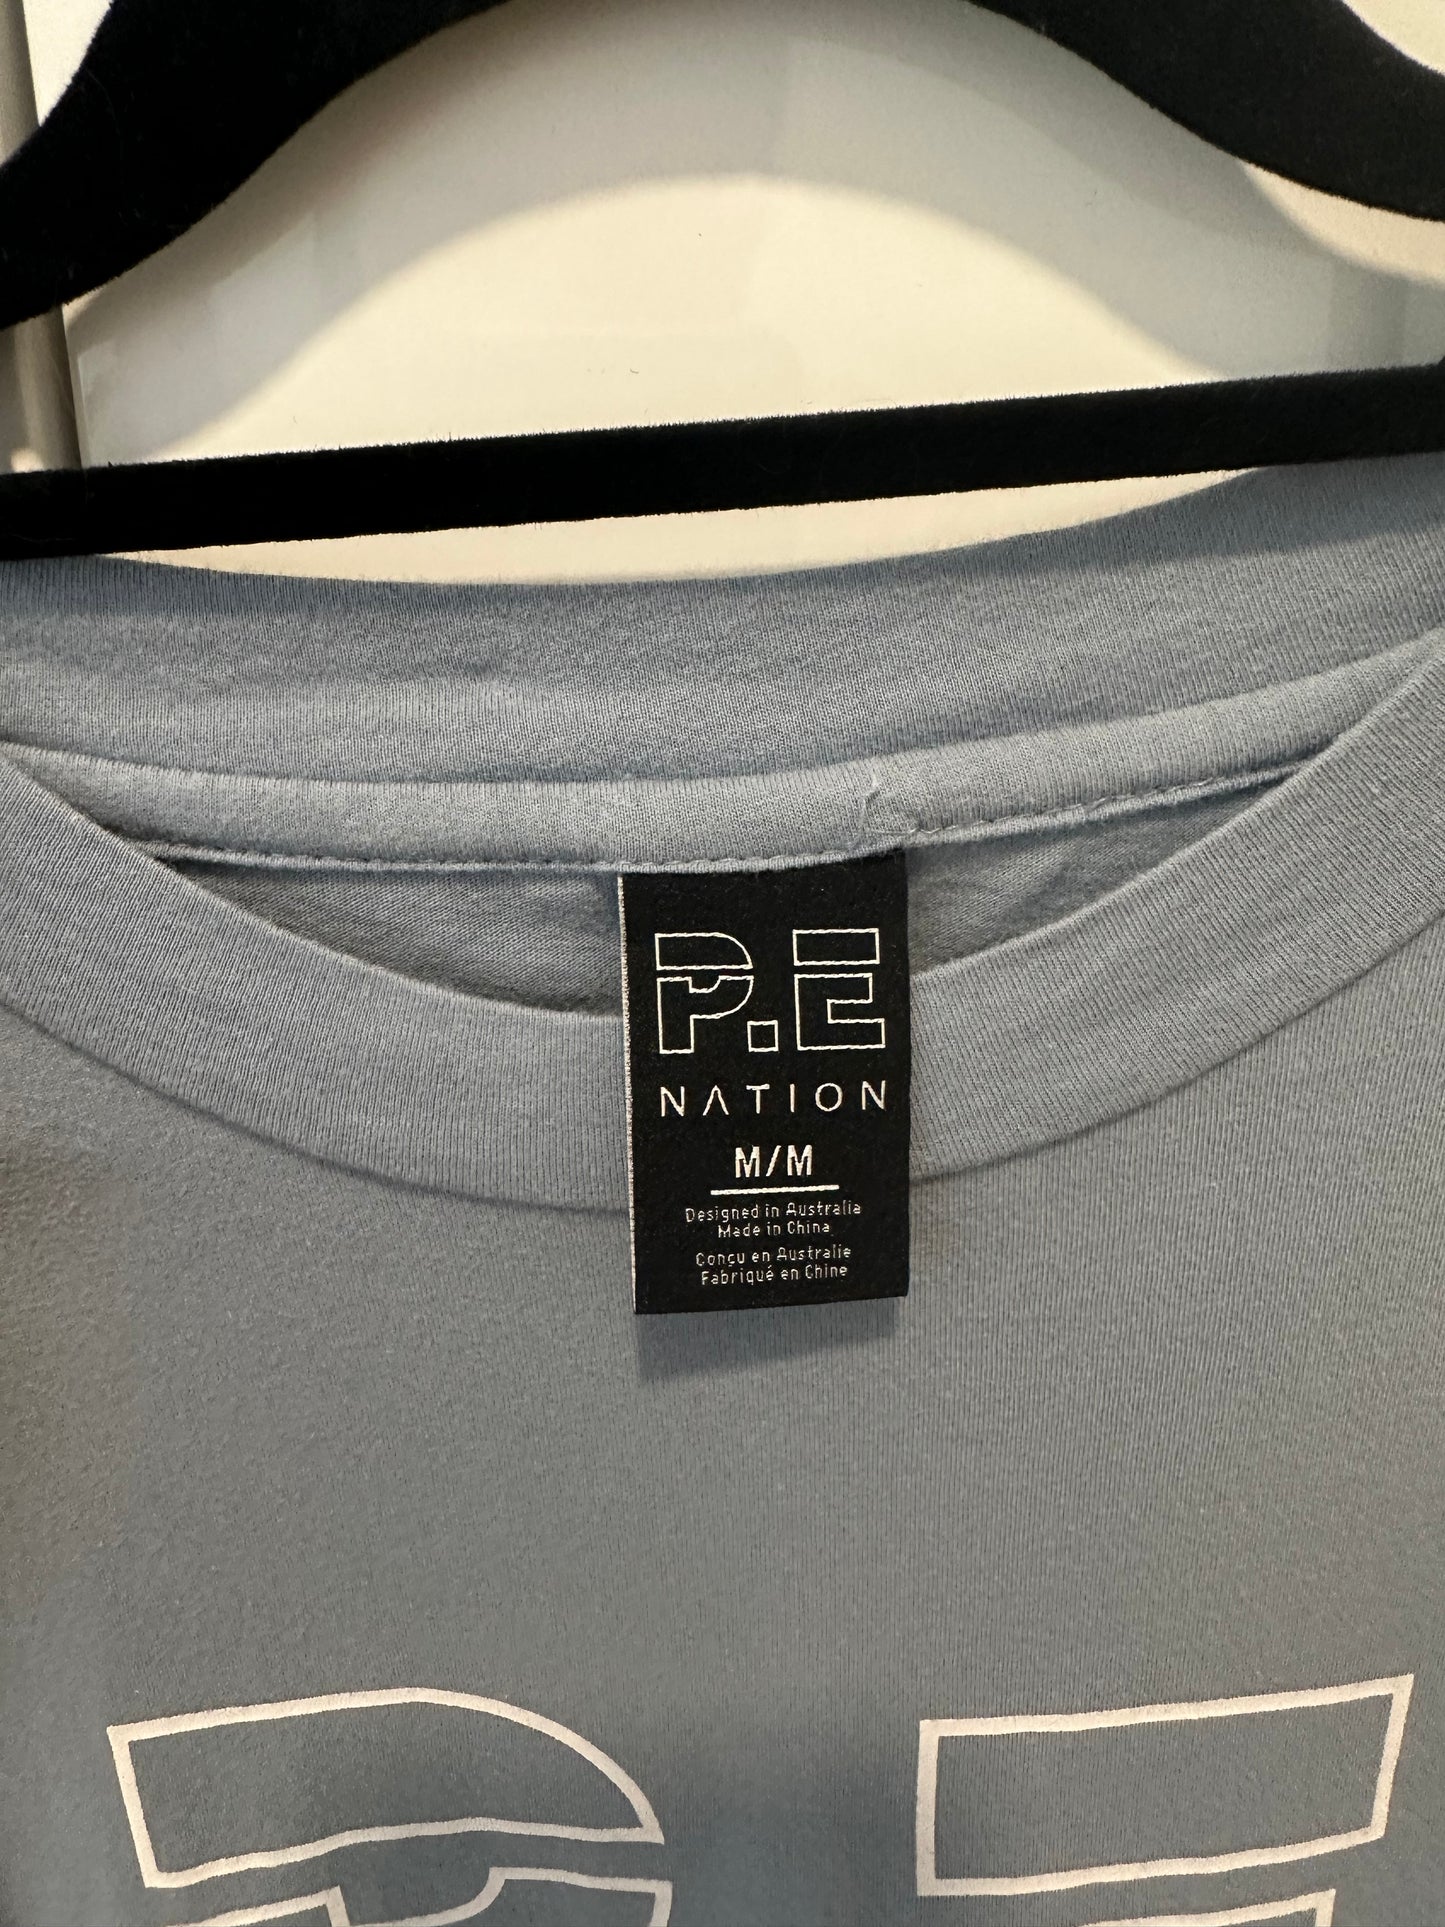 P.E
NATION
M/M
Designed in Australia
Made in China
Conçu en Australie
Fabriqué en Chine
P.E